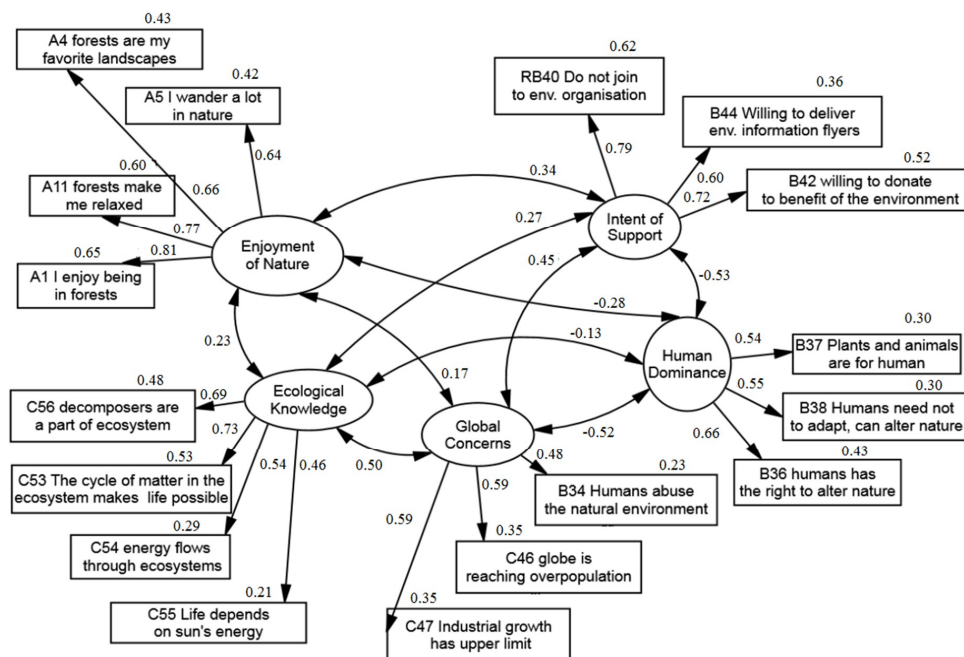 0.43
A4 forests are my
favorite landscapes
0.42
A5 I wander a lot
in nature
0.64
0.60
A11 forests make
me relaxed
0.66
0.77
0.65
0.81
A1 I enjoy being
in forests
Enjoyment
of Nature
0.62
RB40 Do not join
to env. organisation
0.79
0.36
B44 Willing to deliver
env. information flyers
0.60
0.52
B42 willing to donate
to benefit of the environment
0.72
Intent of
Support
0.34
0.27
0.45
-0.53
-0.28
0.23
-0.13
0.17
Human
Dominance
0.54
0.30
B37 Plants and animals
are for human
0.55
0.30
B38 Humans need not
to adapt, can alter nature
0.66
0.43
B36 humans has
the right to alter nature
Ecological
Knowledge
0.48
0.69
C56 decomposers are
a part of ecosystem
0.73
0.53
C53 The cycle of matter in the
ecosystem makes life possible
0.54
0.29
C54 energy flows
through ecosystems
0.46
0.21
C55 Life depends
on sun's energy
Global
Concerns
0.50
-0.52
0.48
0.23
B34 Humans abuse
the natural environment
0.59
0.35
C46 globe is
reaching overpopulation
0.59
0.35
C47 Industrial growth
has upper limit